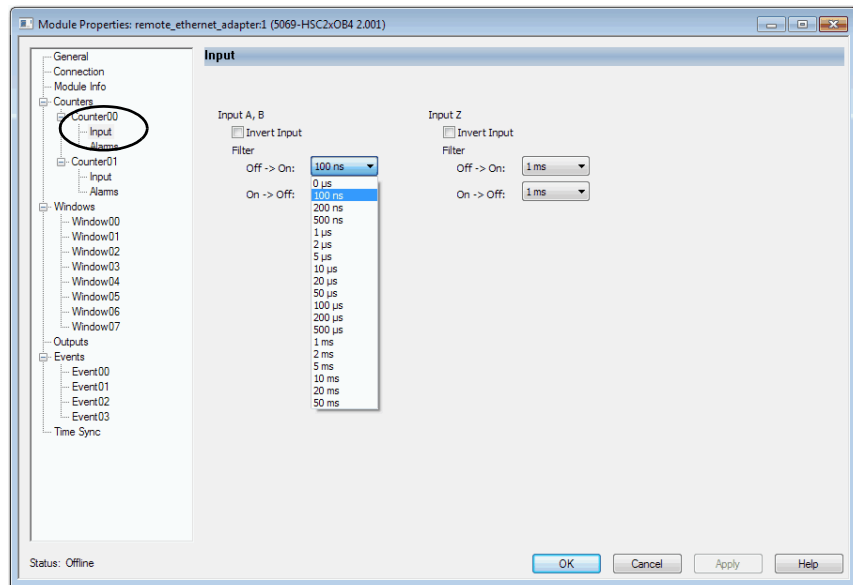 Module Properties: remote_ethernet_adapter:1 (5069-HSC2xOB4 2.001)
General
Connection
Module Info
Counters
Counter00
Input
Alarms
Counter01
Input
Alarms
Windows
Window00
Window01
Window02
Window03
Window04
Window05
Window06
Window07
Outputs
Events
Event00
Event01
Event02
Event03
Time Sync
Input
Input A, B
Invert Input
Filter
Off -> On: 100 ns
On -> Off:
0 µs
100 ns
200 ns
500 ns
1 µs
2 µs
5 µs
10 µs
20 µs
50 µs
100 µs
200 µs
500 µs
1 ms
2 ms
5 ms
10 ms
20 ms
50 ms
Input Z
Invert Input
Filter
Off -> On: 1 ms
On -> Off: 1 ms
Status: Offline
OK Cancel Apply Help